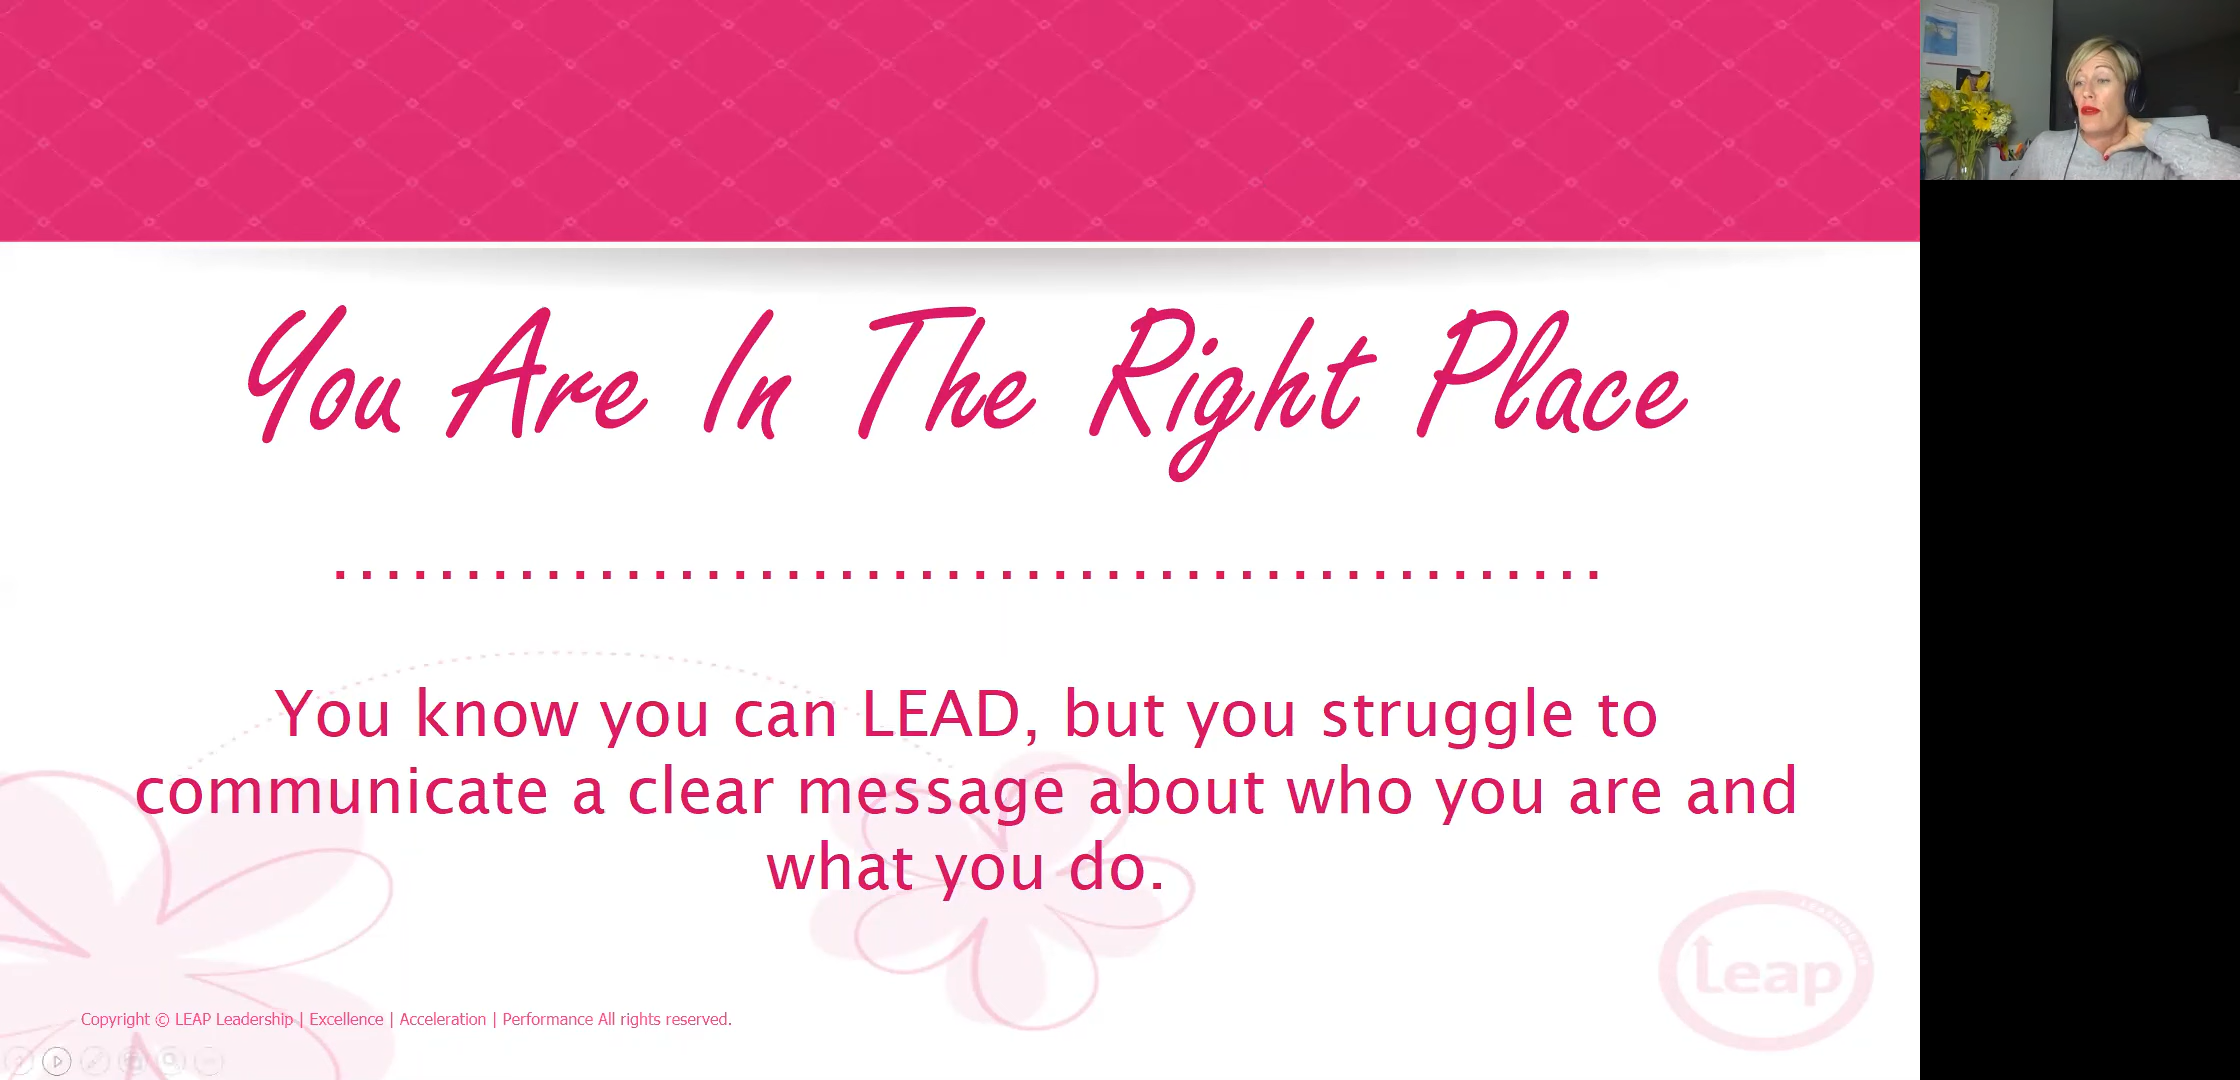 You Are In The Right Place
You know you can LEAD, but you struggle to
communicate a clear message about who you are and
what you do.
Leap
Copyright © LEAP Leadership | Excellence | Acceleration | Performance All rights reserved.